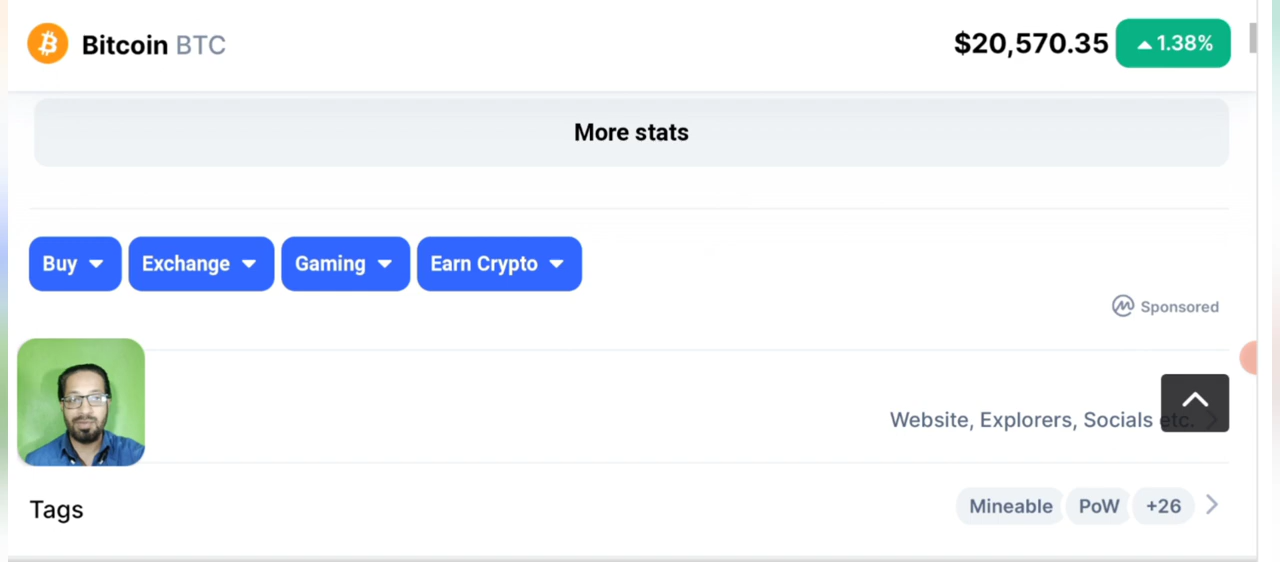 Bitcoin BTC $20,570.35 1.38%
More stats
Buy Exchange Gaming Earn Crypto
Sponsored
Website, Explorers, Socials etc.
Tags Mineable PoW +26